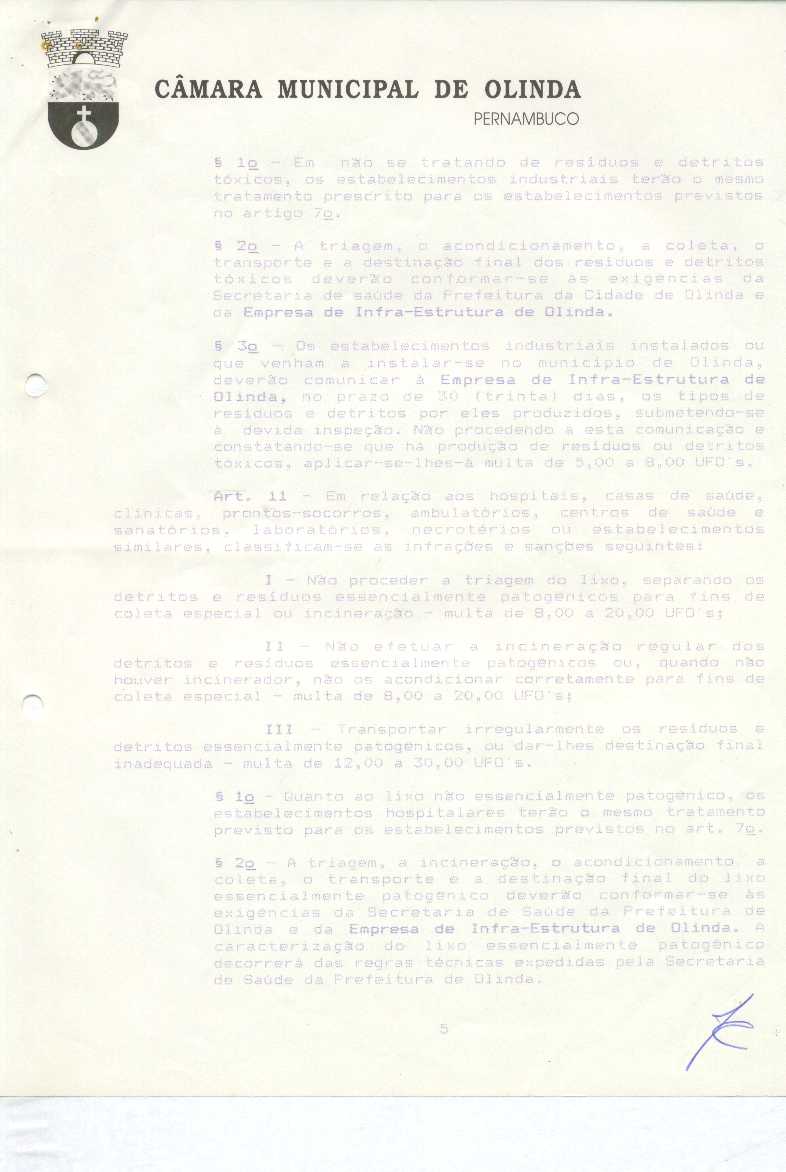 CÂMARA MUNICIPAL DE OLINDA
PERNAMBUCO
§ 1o - Em não se tratando de resíduos e detritos
tóxicos, os estabelecimentos industriais terão o mesmo
tratamento prescrito para os estabelecimentos previstos
no artigo 7o.
§ 2o - A triagem, o acondicionamento, a coleta, o
transporte e a destinação final dos resíduos e detritos
tóxicos deverão conformar-se às exigências da
Secretaria de saúde da Prefeitura da Cidade de Olinda e
da Empresa de Infra-Estrutura de Olinda.
§ 3o - Os estabelecimentos industriais instalados ou
que venham a instalar-se no município de Olinda,
deverão comunicar à Empresa de Infra-Estrutura de
Olinda, no prazo de 30 (trinta) dias, os tipos de
resíduos e detritos por eles produzidos, submetendo-se
à devida inspeção. Não procedendo a esta comunicação e
constatando-se que há produção de resíduos ou detritos
tóxicos, aplicar-se-lhes-á multa de 5,00 a 8,00 UFO's.
Art. 11 - Em relação aos hospitais, casas de saúde,
clínicas, prontos-socorros, ambulatórios, centros de saúde e
sanatórios, laboratórios, necrotérios ou estabelecimentos
similares, classificam-se as infrações e sanções seguintes:
I - Não proceder a triagem do lixo, separando os
detritos e resíduos essencialmente patogênicos para fins de
coleta especial ou incineração - multa de 8,00 a 20,00 UFO's;
II - Não efetuar a incineração regular dos
detritos e resíduos essencialmente patogênicos ou, quando não
houver incinerador, não os acondicionar corretamente para fins de
coleta especial - multa de 8,00 a 20,00 UFO's;
III - Transportar irregularmente os resíduos e
detritos essencialmente patogênicos, ou dar-lhes destinação final
inadequada - multa de 12,00 a 30,00 UFO's.
§ 1o - Quanto ao lixo não essencialmente patogênico, os
estabelecimentos hospitalares terão o mesmo tratamento
previsto para os estabelecimentos previstos no art. 7o.
§ 2o - A triagem, a incineração, o acondicionamento, a
coleta, o transporte e a destinação final do lixo
essencialmente patogênico deverão conformar-se às
exigências da Secretaria de Saúde da Prefeitura de
Olinda e da Empresa de Infra-Estrutura de Olinda. A
caracterização do lixo essencialmente patogênico
decorrerá das regras técnicas expedidas pela Secretaria
de Saúde da Prefeitura de Olinda.
5